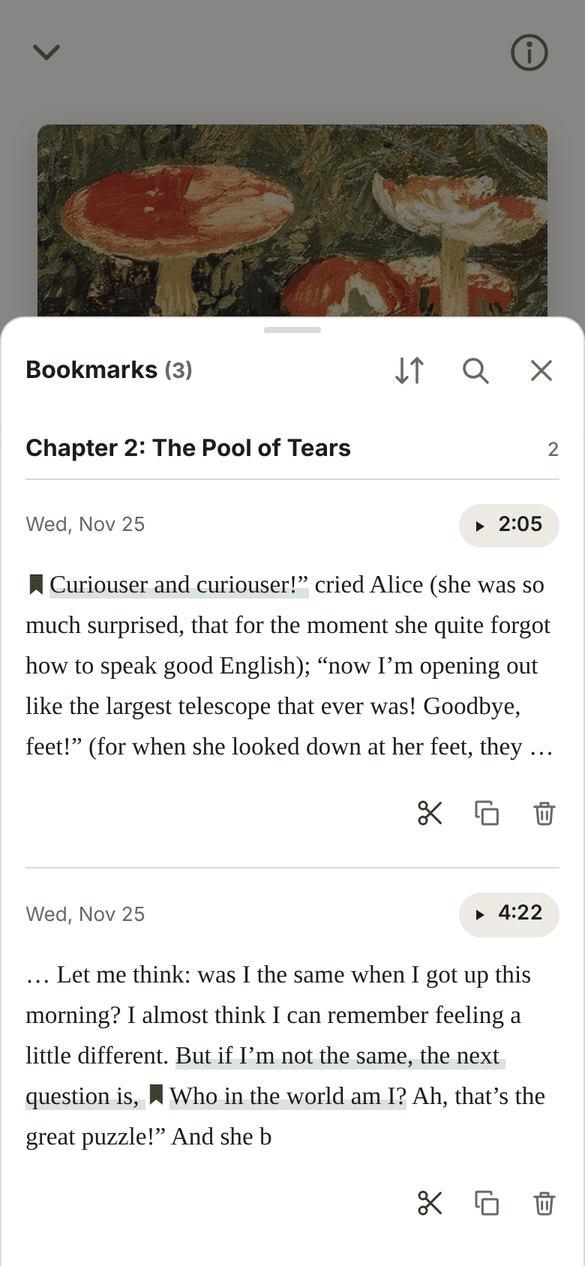 Bookmarks (3)
Chapter 2: The Pool of Tears 2
Wed, Nov 25 2:05
Curiouser and curiouser!” cried Alice (she was so
much surprised, that for the moment she quite forgot
how to speak good English); “now I’m opening out
like the largest telescope that ever was! Goodbye,
feet!” (for when she looked down at her feet, they …
Wed, Nov 25 4:22
… Let me think: was I the same when I got up this
morning? I almost think I can remember feeling a
little different. But if I’m not the same, the next
question is, Who in the world am I? Ah, that’s the
great puzzle!” And she b